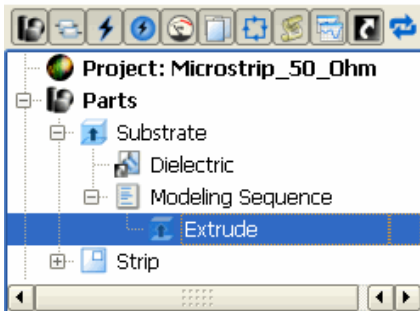 Project: Microstrip_50_Ohm
Parts
Substrate
Dielectric
Modeling Sequence
Extrude
Strip